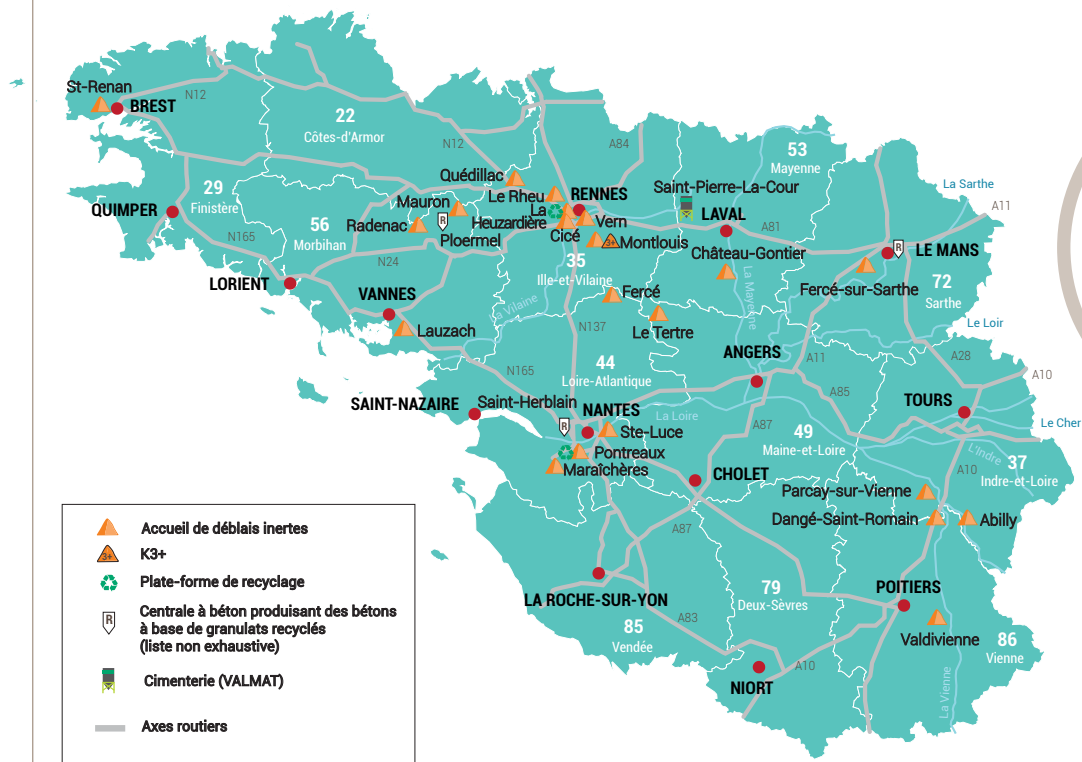 St-Renan
BREST
N12
22
Côtes-d'Armor
N12
A84
53
Mayenne
Quédillac
Le Rheu
RENNES
Saint-Pierre-La-Cour
La Sarthe
A11
29
Finistère
QUIMPER
Mauron
La
Heuzardière
Vern
LAVAL
A81
56
Morbihan
Radenac
R
Ploermel
Cicé
3+
Montlouis
Château-Gontier
R
LE MANS
N165
N24
35
Ille-et-Vilaine
La Mayenne
Fercé-sur-Sarthe
72
Sarthe
LORIENT
VANNES
La Vilaine
Fercé
Lauzach
Le Tertre
N137
Le Loir
ANGERS
A11
A28
A10
N165
44
Loire-Atlantique
A85
SAINT-NAZAIRE
Saint-Herblain
NANTES
La Loire
TOURS
R
Ste-Luce
A87
49
Maine-et-Loire
Le Cher
Pontreaux
Maraîchères
L'Indre
37
Indre-et-Loire
A10
CHOLET
Parcay-sur-Vienne
Dangé-Saint-Romain
Abilly
A87
LA ROCHE-SUR-YON
79
Deux-Sèvres
POITIERS
85
Vendée
A83
Valdivienne
86
Vienne
A10
NIORT
La Vienne
Accueil de déblais inertes
3+
K3+
Plate-forme de recyclage
R
Centrale à béton produisant des bétons
à base de granulats recyclés
(liste non exhaustive)
Cimenterie (VALMAT)
Axes routiers